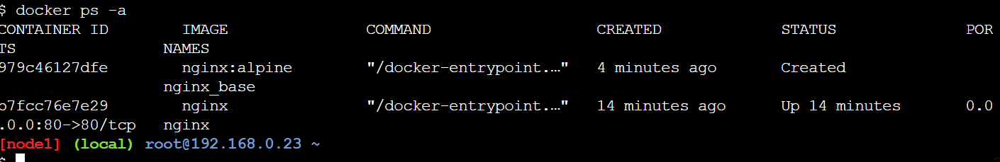 $ docker ps -a
CONTAINER ID IMAGE COMMAND CREATED STATUS POR
TS NAMES
979c46127dfe nginx:alpine "/docker-entrypoint.…" 4 minutes ago Created
nginx_base
b7fcc76e7e29 nginx "/docker-entrypoint.…" 14 minutes ago Up 14 minutes 0.0
.0.0:80->80/tcp nginx
[node1] (local) root@192.168.0.23 ~
$